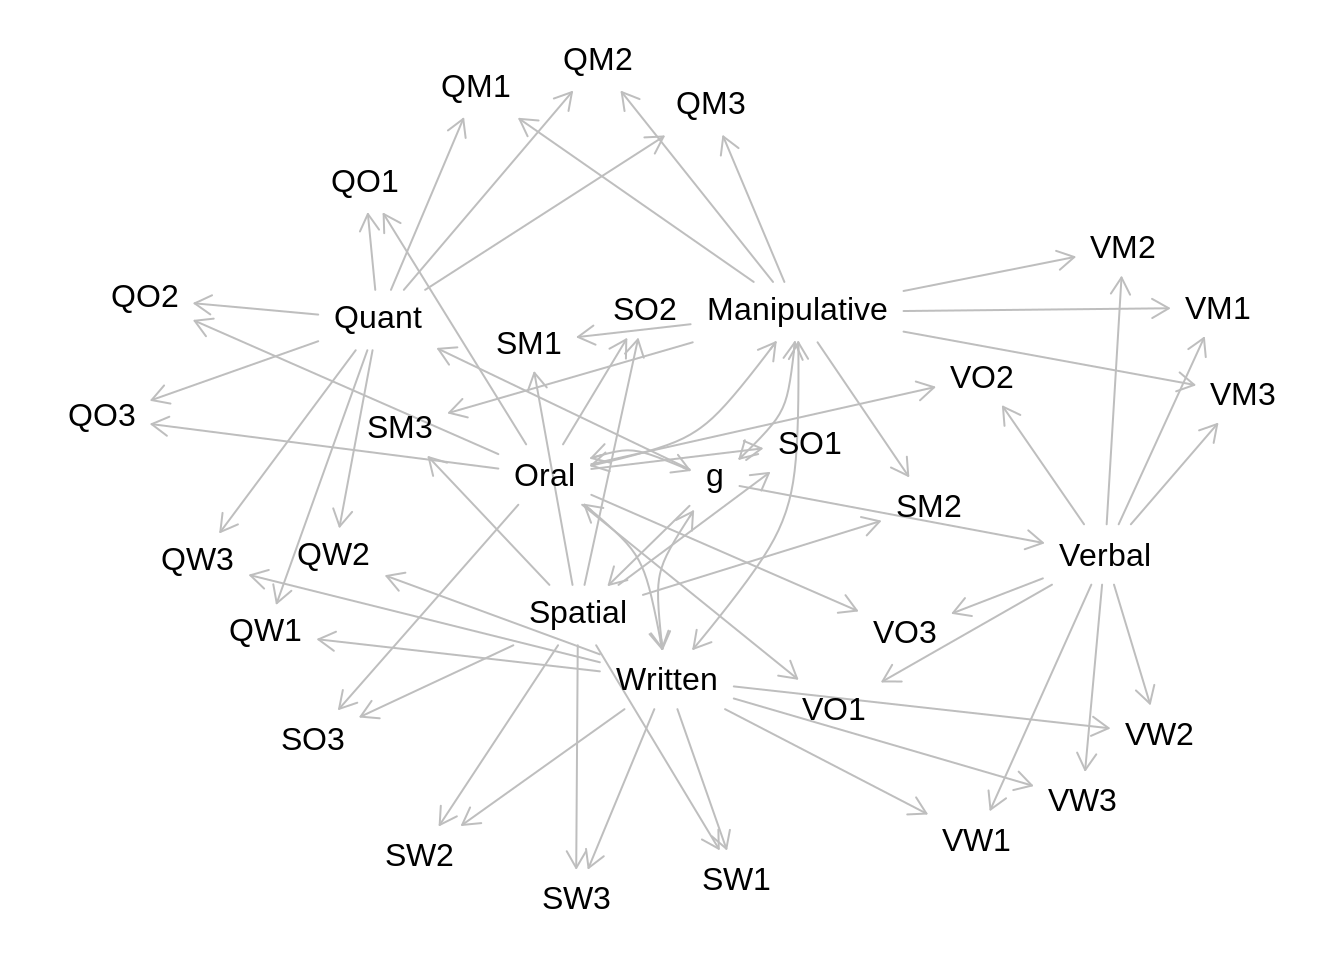 QM2
QM1
QM3
QO1
VM2
QO2
SO2
Manipulative
VM1
Quant
SM1
VO2
VM3
QO3
SM3
SO1
Oral
g
SM2
QW3
QW2
Verbal
Spatial
QW1
VO3
Written
VO1
SO3
VW2
VW3
VW1
SW2
SW1
SW3